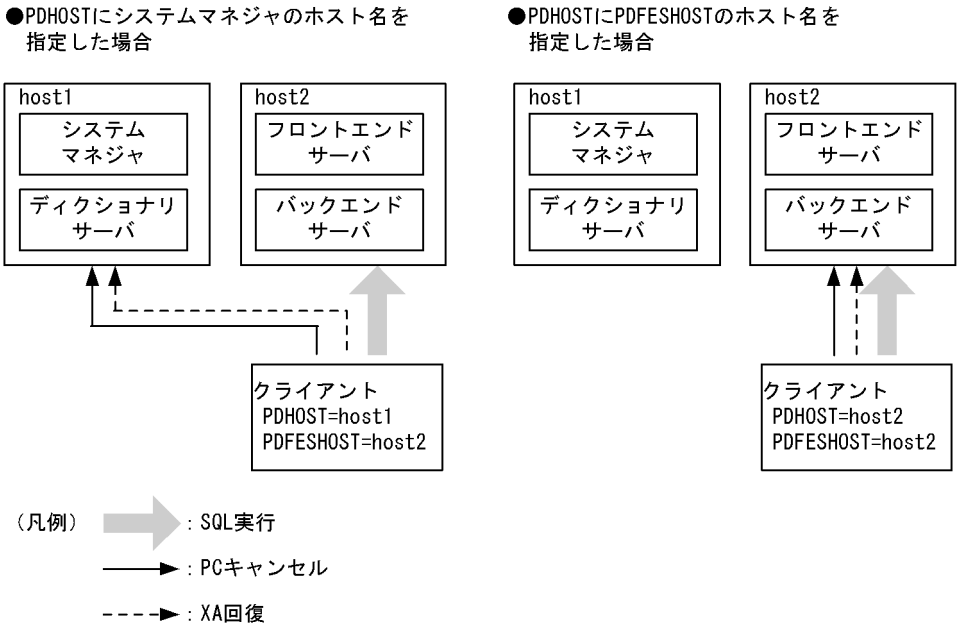 ●PDHOSTにシステムマネジャのホスト名を
指定した場合
host1
システム
マネジャ
ディクショナリ
サーバ
host2
フロントエンド
サーバ
バックエンド
サーバ
クライアント
PDHOST=host1
PDFESHOST=host2
●PDHOSTにPDFESHOSTのホスト名を
指定した場合
host1
システム
マネジャ
ディクショナリ
サーバ
host2
フロントエンド
サーバ
バックエンド
サーバ
クライアント
PDHOST=host2
PDFESHOST=host2
(凡例)
:SQL実行
:PCキャンセル
:XA回復